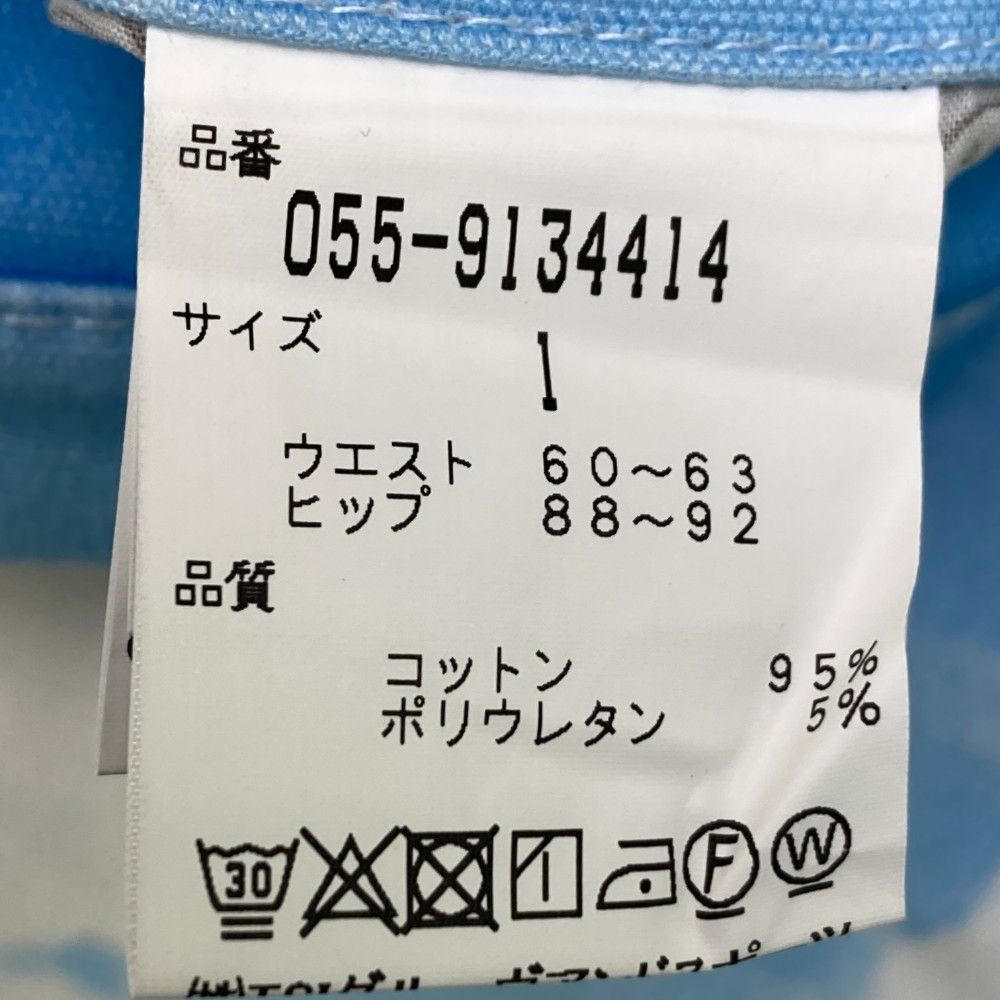 品番
055-9134414
サイズ
1
ウエスト 60〜63
ヒップ 88〜92
品質
コットン 95%
ポリウレタン 5%
30 F W